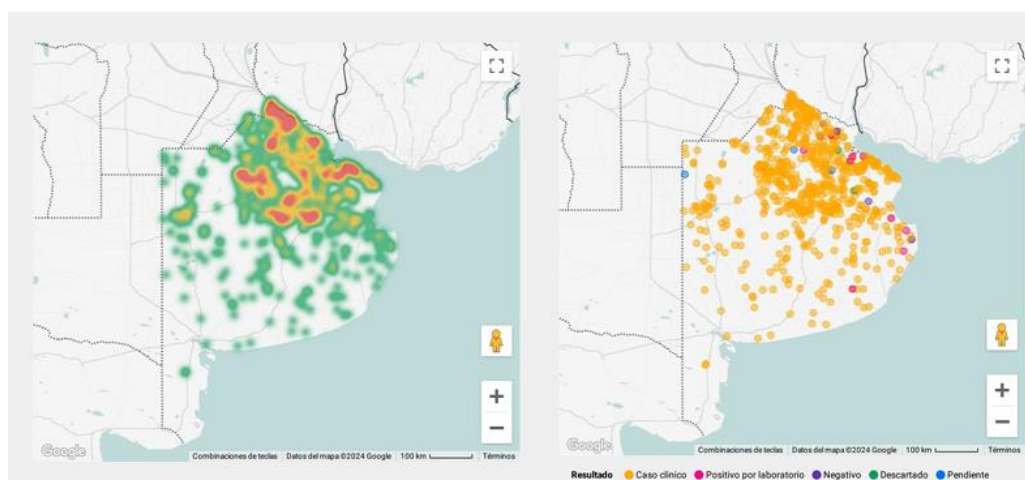 Google
Combinaciones de teclas Datos del mapa ©2024 Google 100 km Términos
Google
Combinaciones de teclas Datos del mapa ©2024 Google 100 km Términos
Resultado Caso clínico Positivo por laboratorio Negativo Descartado Pendiente